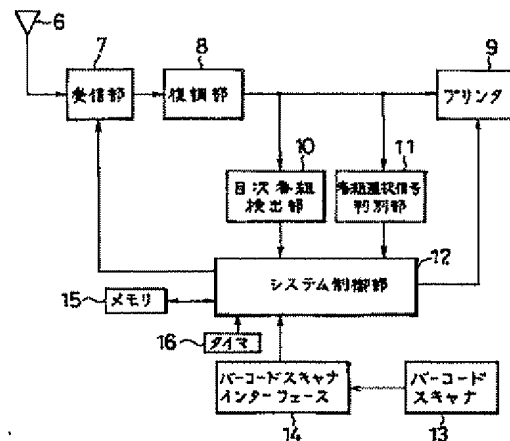 6
7
8
9
受信部
復調部
プリンタ
10
11
目次番組
検出部
番組選択信号
判別部
12
システム制御部
15
メモリ
16
タイマ
バーコードスキャナ
インターフェース
バーコード
スキャナ
14
13